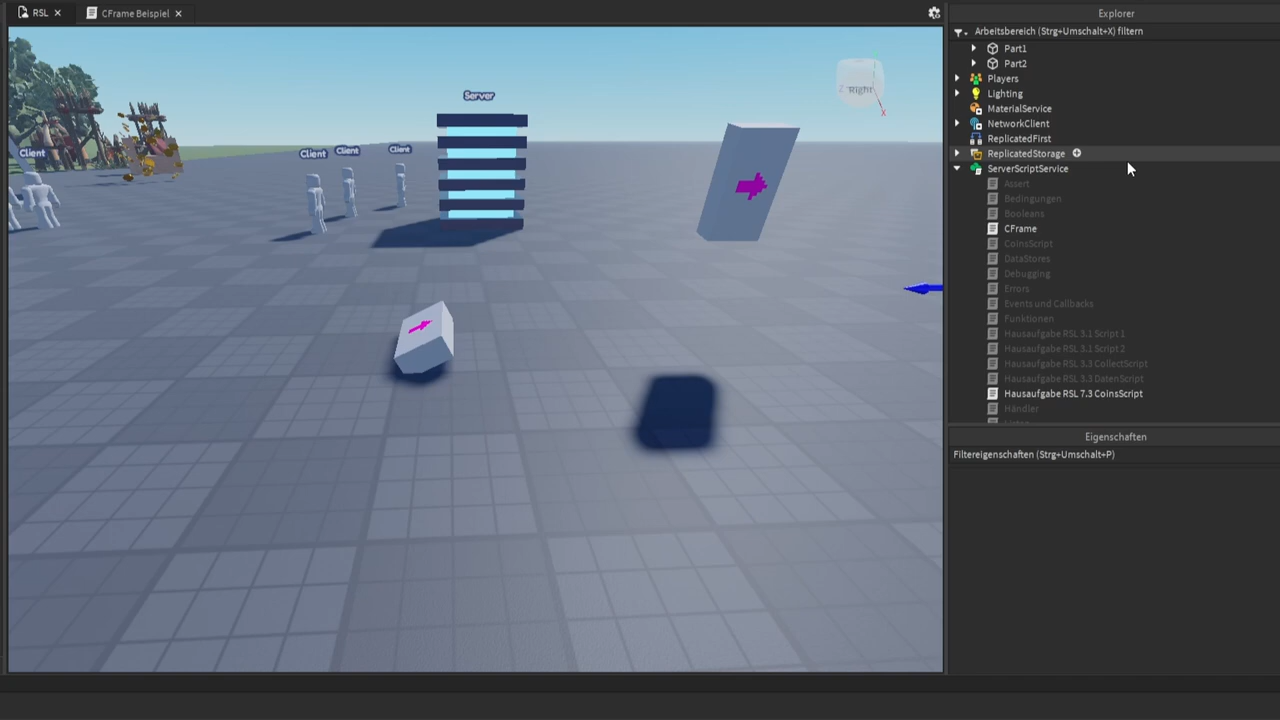 RSL
CFrame Beispiel
Explorer
Arbeitsbereich (Strg+Umschalt+X) filtern
Part1
Part2
Players
Lighting
MaterialService
NetworkClient
ReplicatedFirst
ReplicatedStorage
ServerScriptService
Assert
Bedingungen
Booleans
CFrame
CoinsScript
DataStores
Debugging
Errors
Events und Callbacks
Funktionen
Hausaufgabe RSL 3.1 Script 1
Hausaufgabe RSL 3.1 Script 2
Hausaufgabe RSL 3.3 CollectScript
Hausaufgabe RSL 3.3 DatenScript
Hausaufgabe RSL 7.3 CoinsScript
Händler
Eigenschaften
Filtereigenschaften (Strg+Umschalt+P)
Server
Client
Client
Client
Client
Right
Z
X